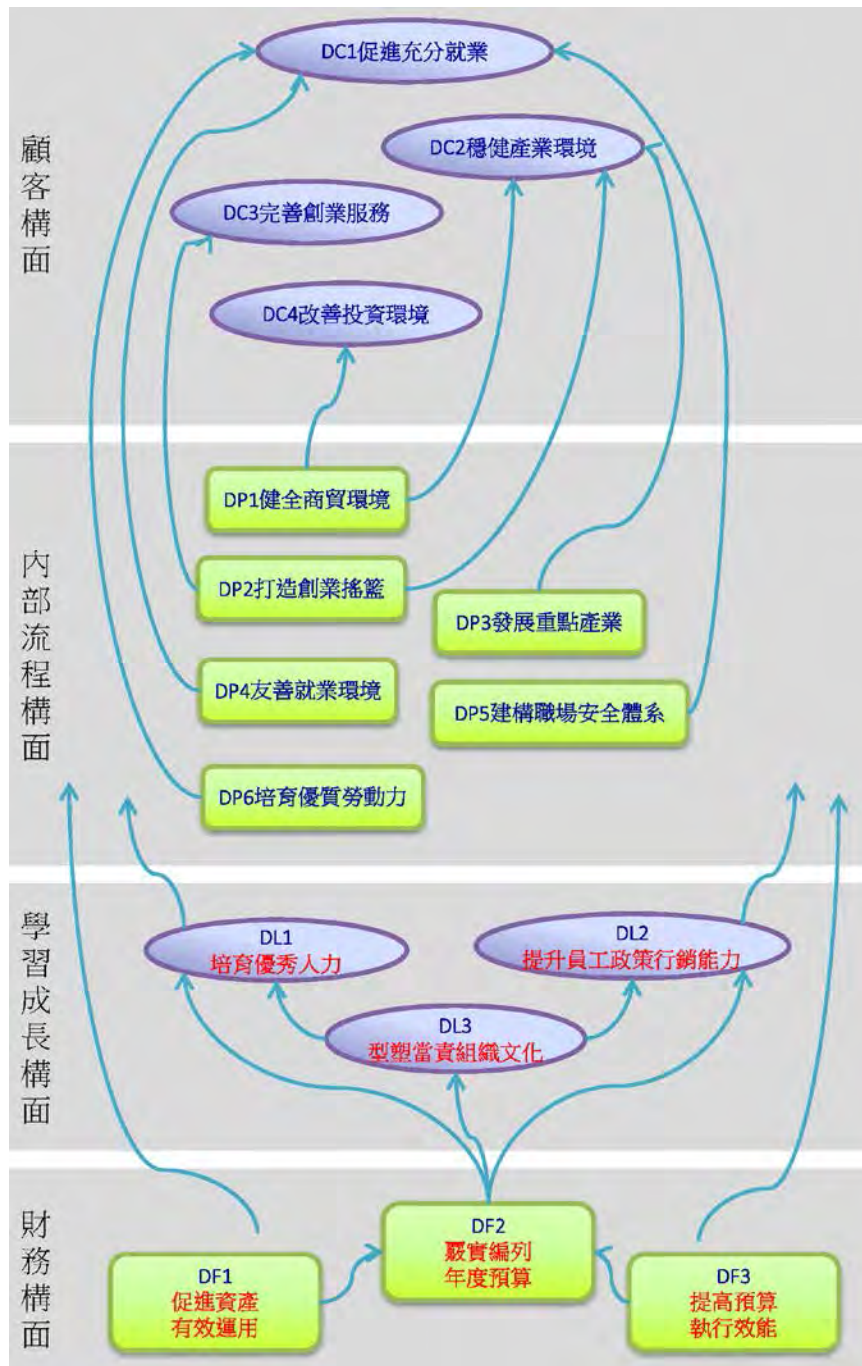 顧客構面
DC1促進充分就業
DC2穩健產業環境
DC3完善創業服務
DC4改善投資環境
內部流程構面
DP1健全商貿環境
DP2打造創業搖籃
DP3發展重點產業
DP4友善就業環境
DP5建構職場安全體系
DP6培育優質勞動力
學習成長構面
DL1
培育優秀人力
DL2
提升員工政策行銷能力
DL3
型塑當責組織文化
財務構面
DF1
促進資產
有效運用
DF2
覈實編列
年度預算
DF3
提高預算
執行效能